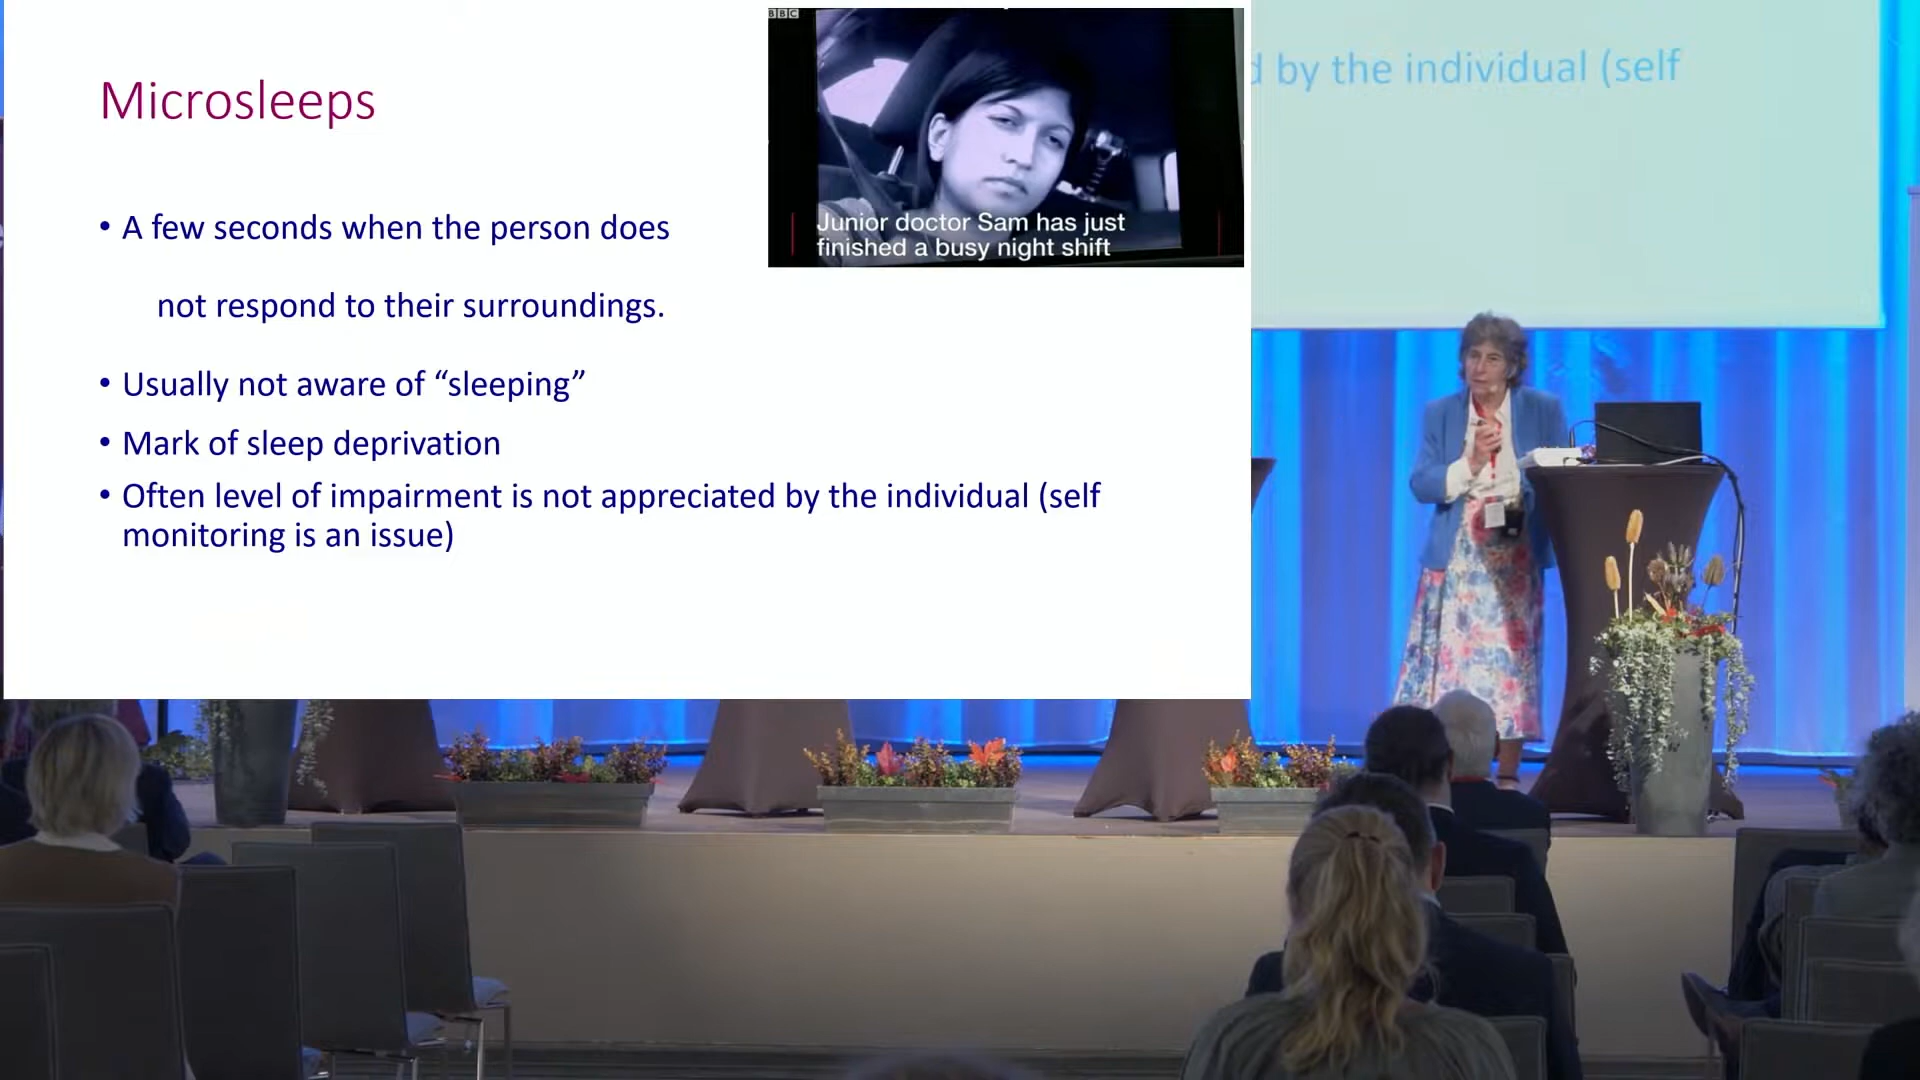 BBC
Microsleeps
Junior doctor Sam has just
finished a busy night shift
• A few seconds when the person does
not respond to their surroundings.
• Usually not aware of “sleeping”
• Mark of sleep deprivation
• Often level of impairment is not appreciated by the individual (self
monitoring is an issue)
by the individual (self